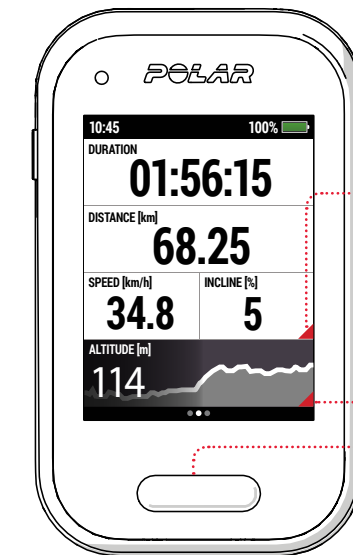 POLAR
10:45 100%
DURATION
01:56:15
DISTANCE [km]
68.25
SPEED [km/h] INCLINE [%]
34.8 5
ALTITUDE [m]
114